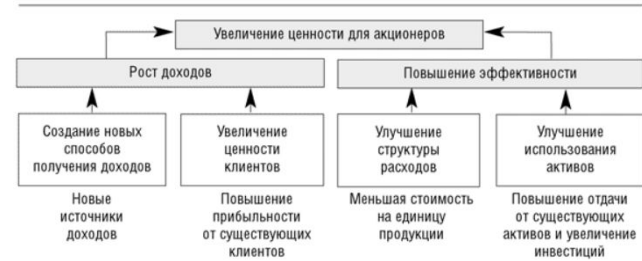 Увеличение ценности для акционеров
Рост доходов
Повышение эффективности
Создание новых
способов
получения доходов
Увеличение
ценности
клиентов
Улучшение
структуры
расходов
Улучшение
использования
активов
Новые
источники
доходов
Повышение
прибыльности
от существующих
клиентов
Меньшая стоимость
на единицу
продукции
Повышение отдачи
от существующих
активов и увеличение
инвестиций